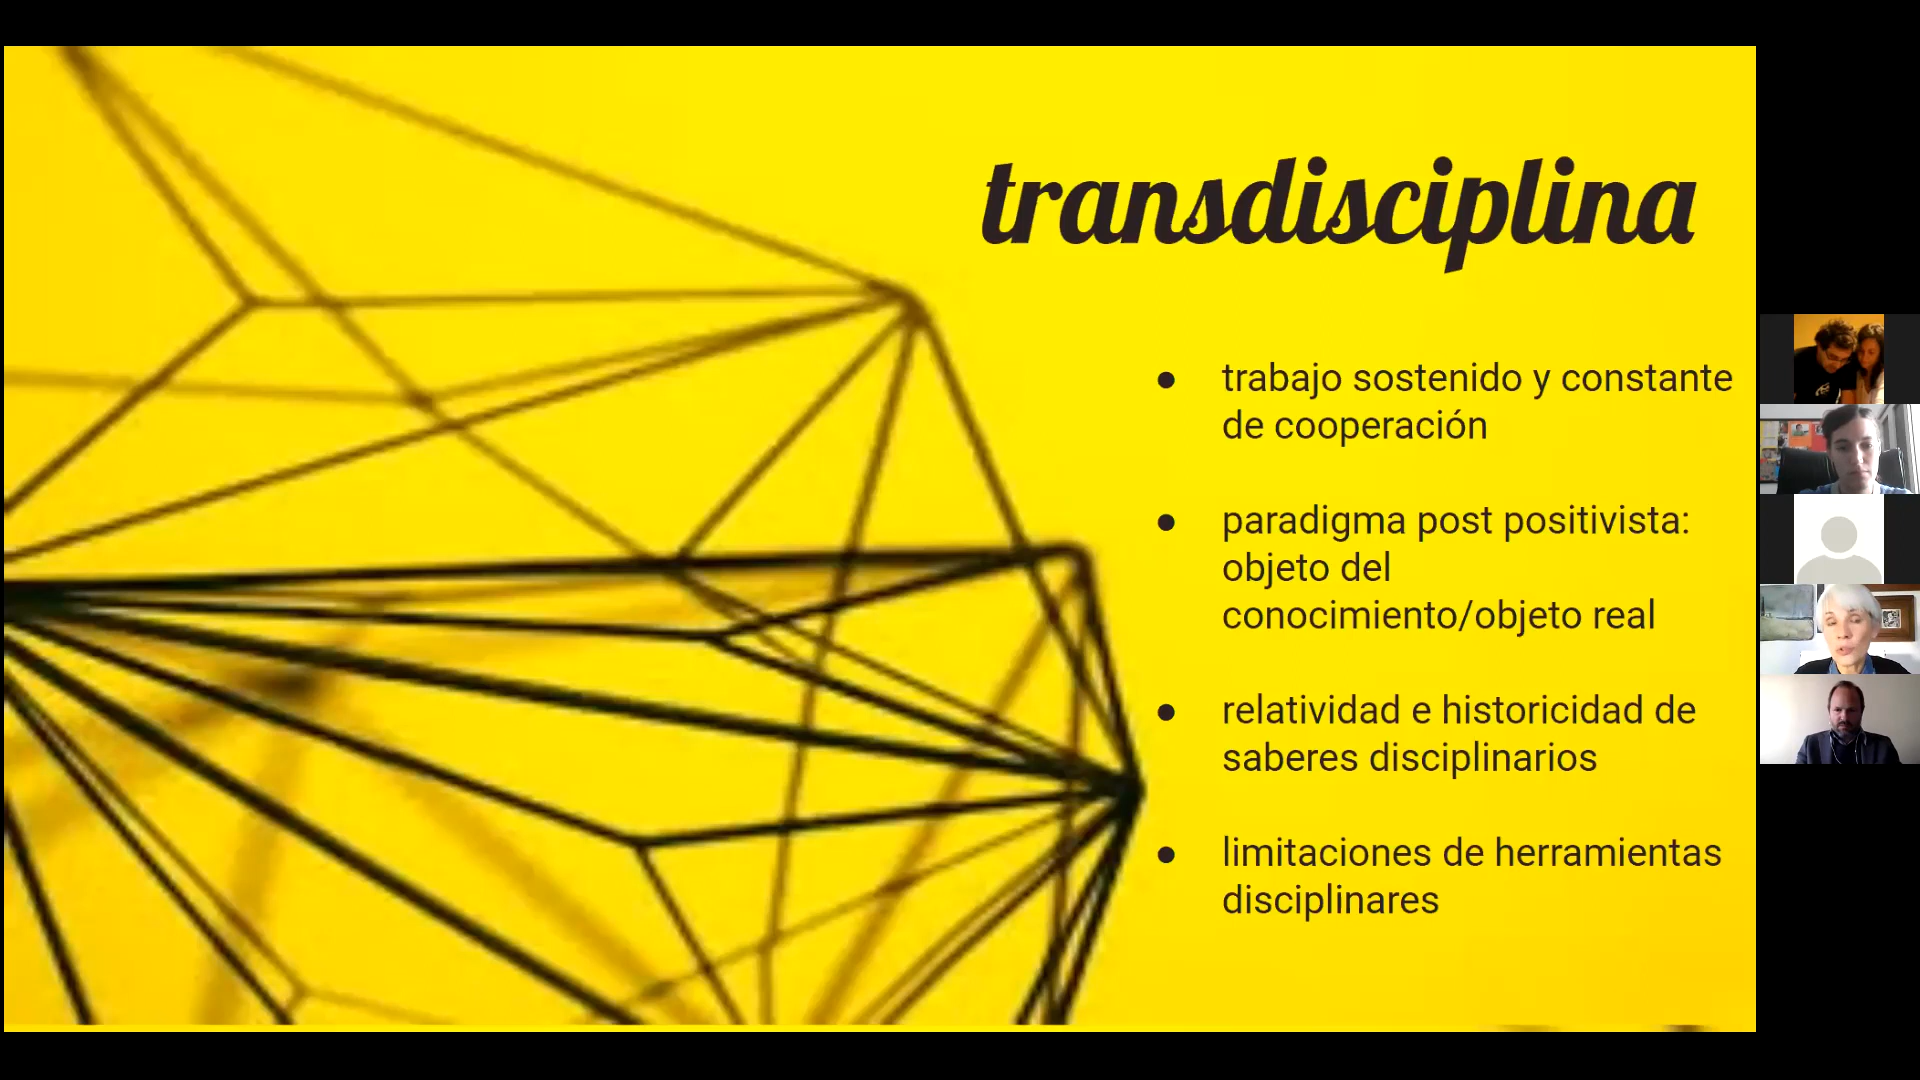 transdisciplina
● trabajo sostenido y constante
de cooperación
● paradigma post positivista:
objeto del
conocimiento/objeto real
● relatividad e historicidad de
saberes disciplinarios
● limitaciones de herramientas
disciplinares